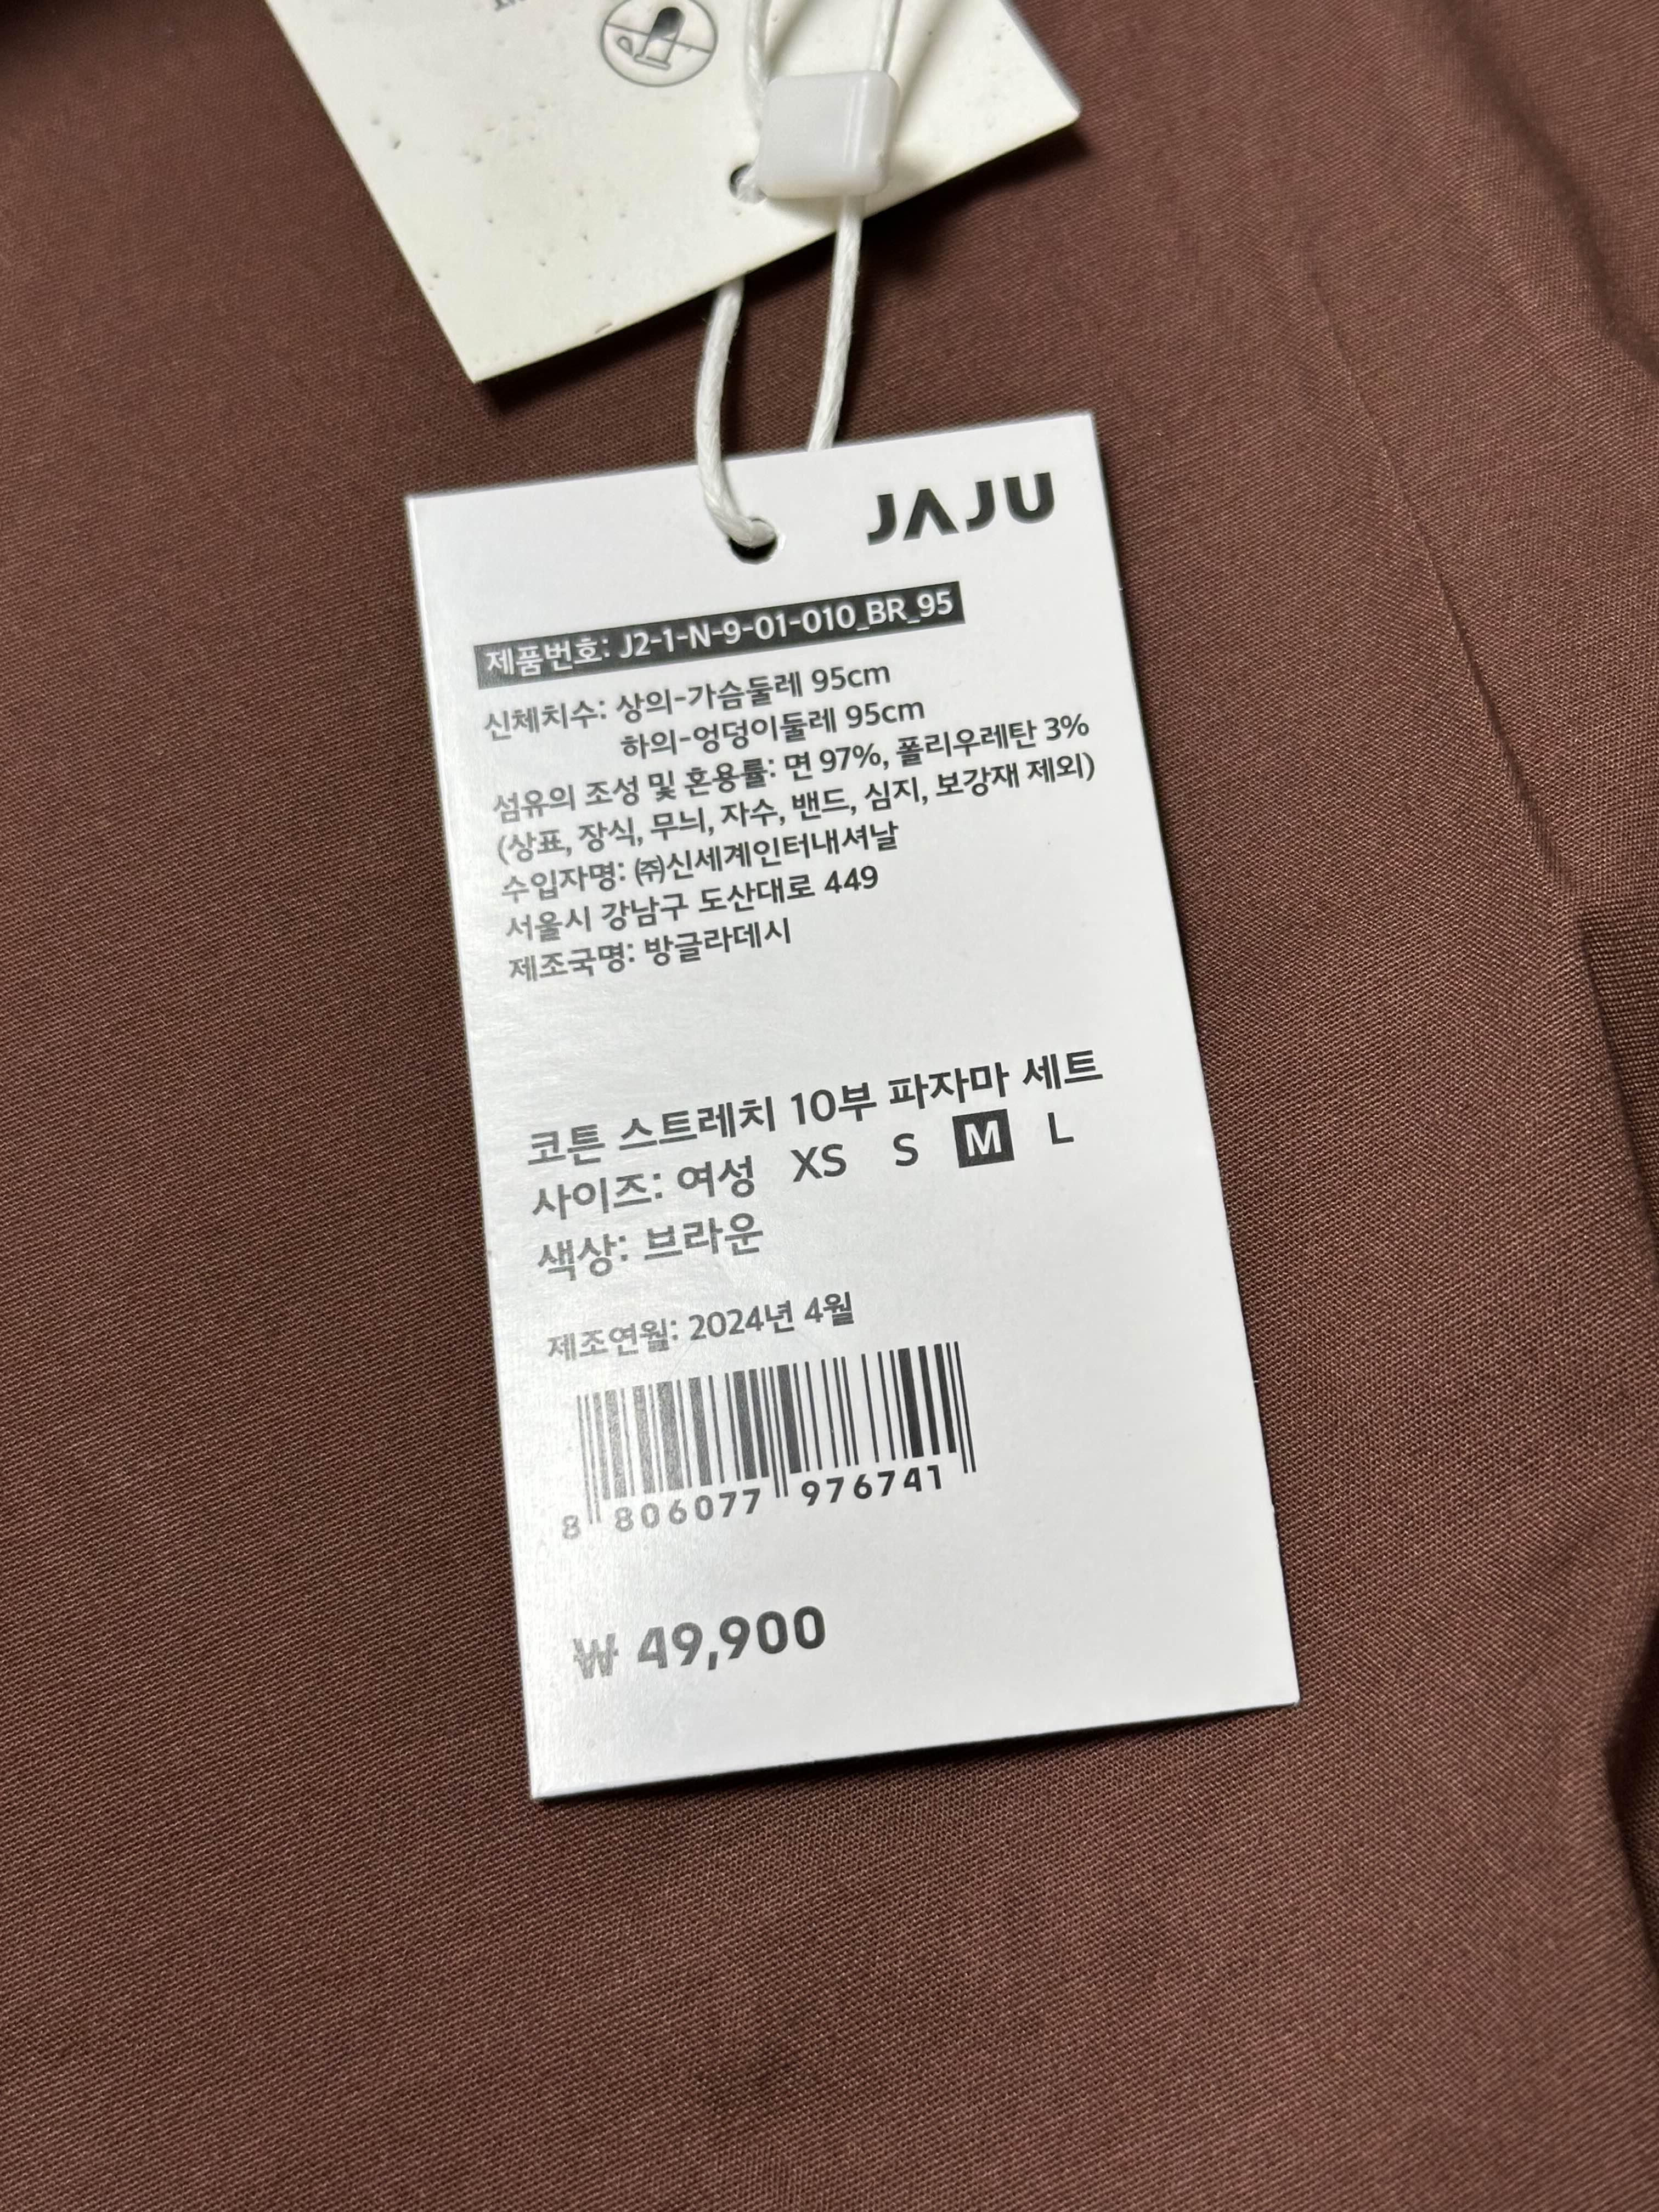 JAJU
제품번호: J2-1-N-9-01-010_BR_95
신체치수: 상의-가슴둘레 95cm
하의-엉덩이둘레 95cm
섬유의 조성 및 혼용률: 면 97%, 폴리우레탄 3%
(상표, 장식, 무늬, 자수, 밴드, 심지, 보강재 제외)
수입자명: ㈜신세계인터내셔날
서울시 강남구 도산대로 449
제조국명: 방글라데시
코튼 스트레치 10부 파자마 세트
사이즈: 여성 XS S M L
색상: 브라운
제조연월: 2024년 4월
8 806077 976741
₩ 49,900